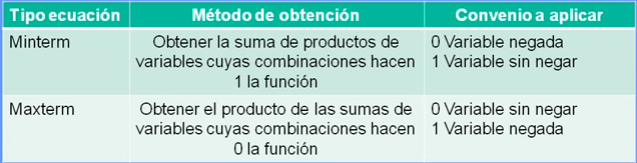 Tipo ecuación Método de obtención Convenio a aplicar
Minterm Obtener la suma de productos de 0 Variable negada
variables cuyas combinaciones hacen 1 Variable sin negar
1 la función
Maxterm Obtener el producto de las sumas de 0 Variable sin negar
variables cuyas combinaciones hacen 1 Variable negada
0 la función